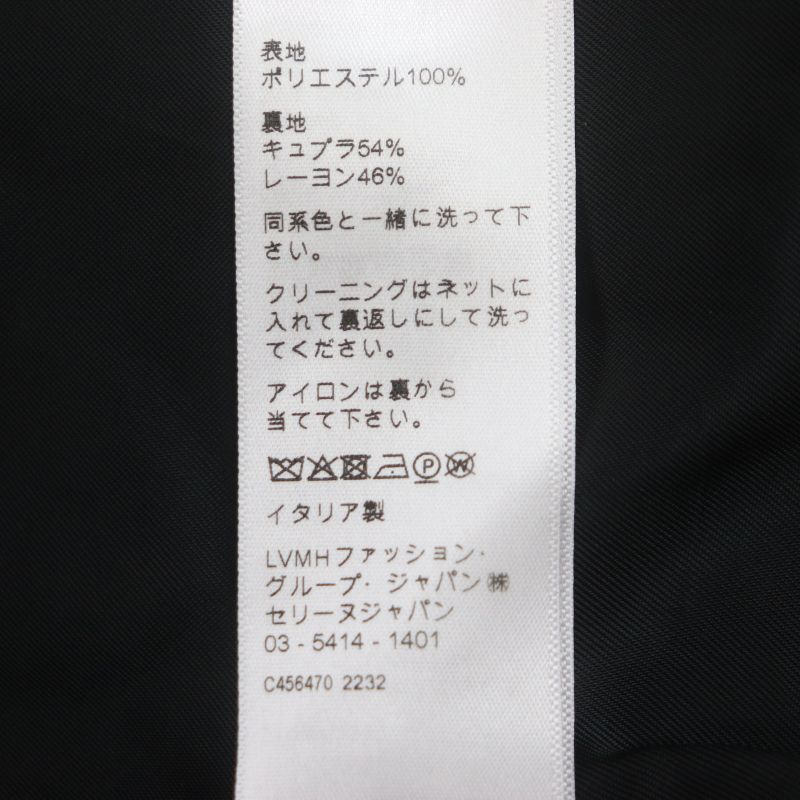 表地
ポリエステル100%
裏地
キュプラ54%
レーヨン46%
同系色と一緒に洗って下
さい。
クリーニングはネットに
入れて裏返しにして洗っ
てください。
アイロンは裏から
当てて下さい。
P W
イタリア製
LVMHファッション・
グループ・ジャパン㈱
セリーヌジャパン
03 - 5414 - 1401
C456470 2232